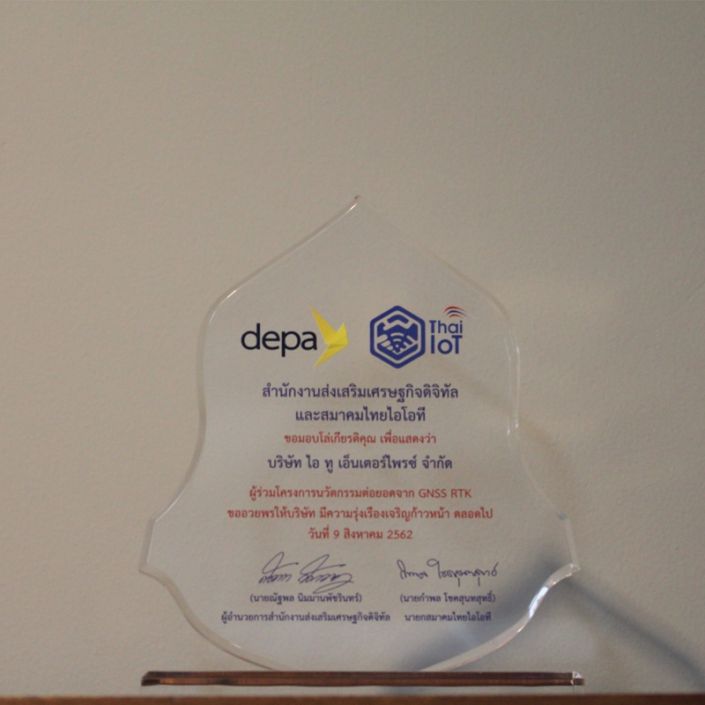 depa
Thai
IoT
สำนักงานส่งเสริมเศรษฐกิจดิจิทัล
และสมาคมไทยไอโอที
ขอมอบโล่เกียรติคุณ เพื่อแสดงว่า
บริษัท ไอ ทู เอ็นเตอร์ไพรซ์ จำกัด
ผู้ร่วมโครงการนวัตกรรมต่อยอดจาก GNSS RTK
ขออวยพรให้บริษัท มีความรุ่งเรืองเจริญก้าวหน้า ตลอดไป
วันที่ 9 สิงหาคม 2562
(นายณัฐพล นิมมานพัชรินทร์) (นายกำพล โชคสุนทสุทธิ์)
ผู้อำนวยการสำนักงานส่งเสริมเศรษฐกิจดิจิทัล นายกสมาคมไทยไอโอที